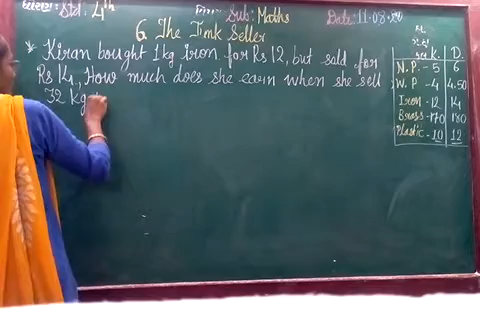 Std: 4th
Sub: Maths
Date: 11-08-
6. The Junk Seller
* Kiran bought 1 kg iron for Rs 12, but sold for
Rs 14, How much does she earn when she sell
32 kg
K. D.
N.P. - 5 6
W.P - 4 4.50
Iron - 12 14
Brass - 170 180
Plastic - 10 12